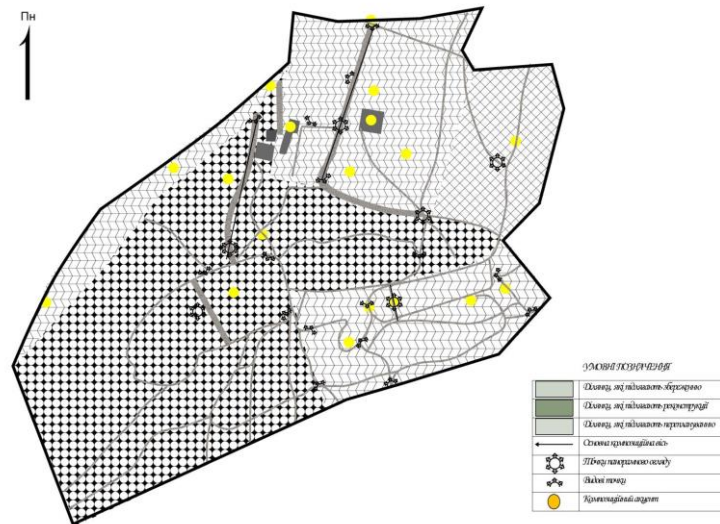 Пн
УМОВНІ ПОЗНАЧЕННЯ
Ділянки, які підлягають збереженню
Ділянки, які підлягають реконструкції
Ділянки, які підлягають переплануванню
Основна композиційна вісь
Точки панорамного огляду
Видові точки
Композиційний акцент